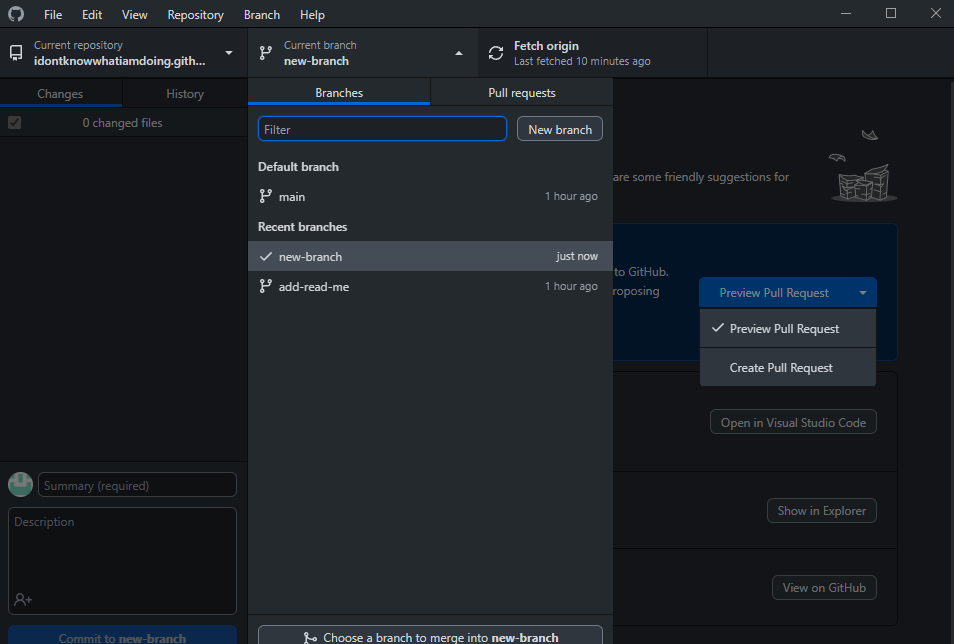 File Edit View Repository Branch Help
Current repository
idontknowwhatiamdoing.gith...
Current branch
new-branch
Fetch origin
Last fetched 10 minutes ago
Changes History
0 changed files
Branches Pull requests
Filter
New branch
Default branch
main 1 hour ago
Recent branches
new-branch just now
add-read-me 1 hour ago
are some friendly suggestions for
to GitHub.
roposing
Preview Pull Request
Preview Pull Request
Create Pull Request
Open in Visual Studio Code
Show in Explorer
View on GitHub
Summary (required)
Description
Commit to new-branch
Choose a branch to merge into new-branch